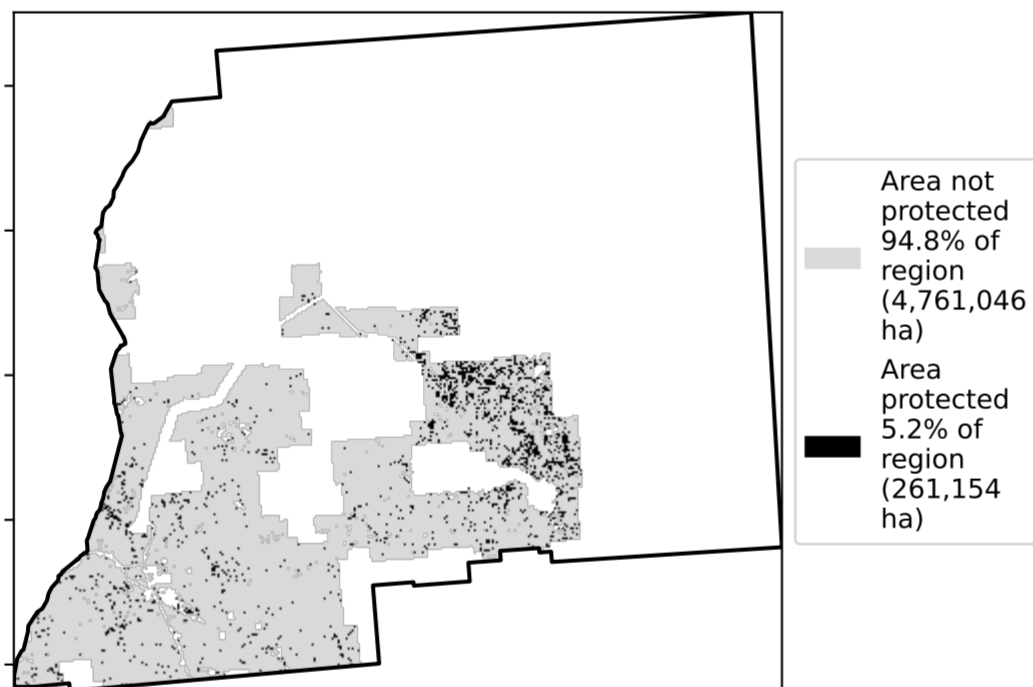 Area not
protected
94.8% of
region
(4,761,046
ha)
Area
protected
5.2% of
region
(261,154
ha)